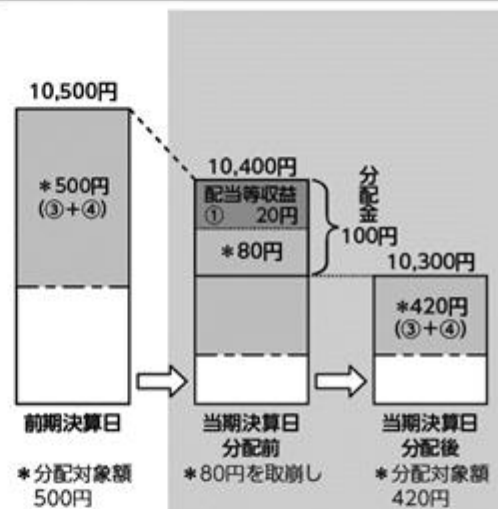 10,500円
*500円
(③+④)
前期決算日
*分配対象額
500円
10,400円
配当等収益
① 20円
*80円
分配金
100円
当期決算日
分配前
*80円を取崩し
10,300円
*420円
(③+④)
当期決算日
分配後
*分配対象額
420円